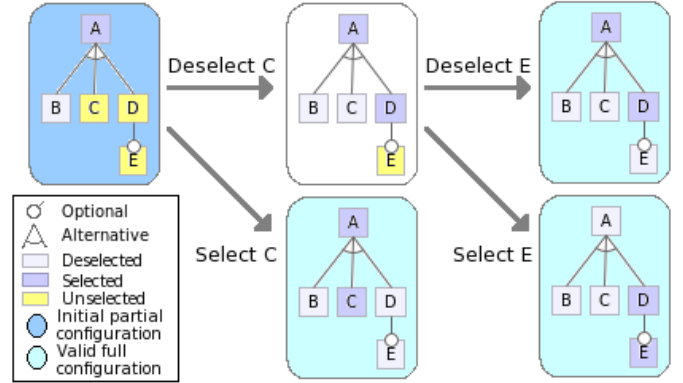 A
B C D
E
Deselect C
A
B C D
E
Deselect E
A
B C D
E
Optional
Alternative
Deselected
Selected
Unselected
Initial partial
configuration
Valid full
configuration
Select C
A
B C D
E
Select E
A
B C D
E